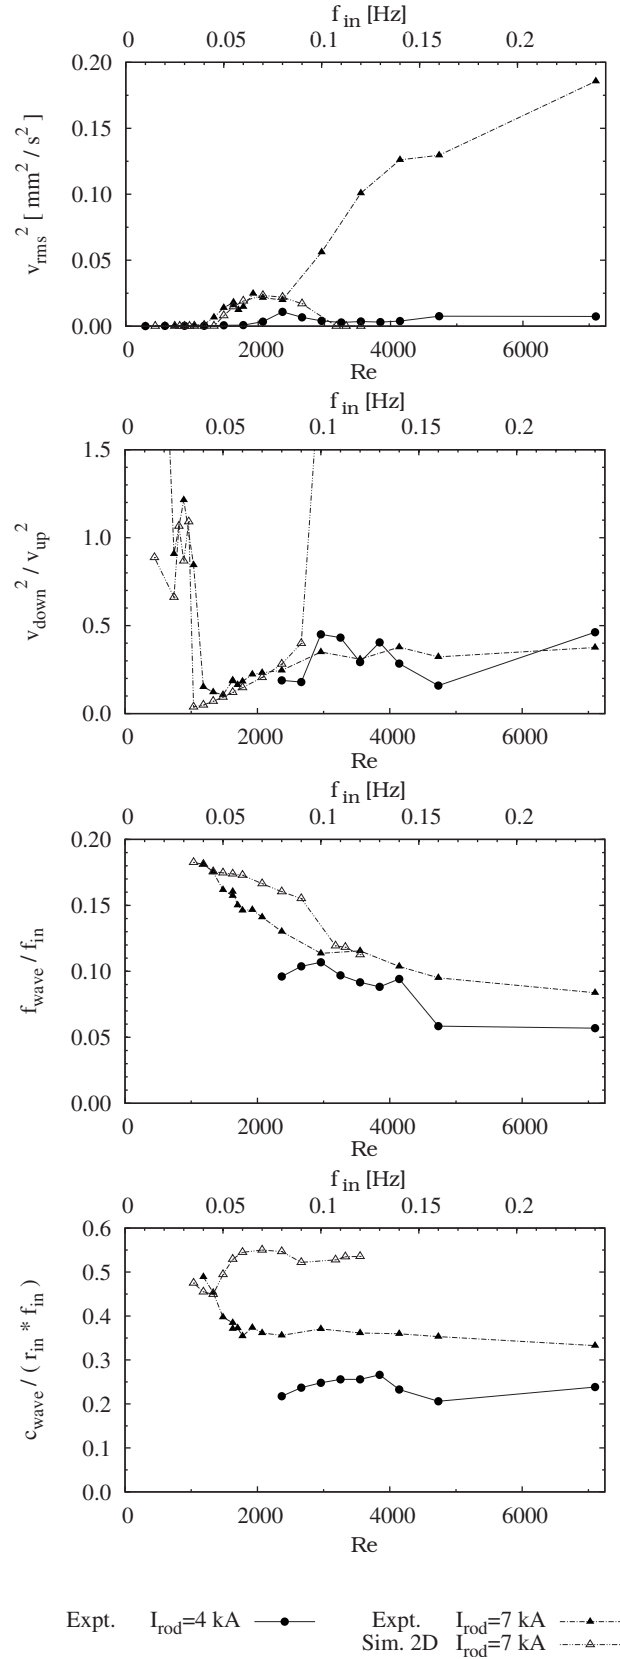 f_in [Hz]
0 0.05 0.1 0.15 0.2
0.20
0.15
0.10
0.05
0.00
v_rms^2 [ mm^2 / s^2 ]
2000 4000 6000
Re
f_in [Hz]
0 0.05 0.1 0.15 0.2
1.5
1.0
0.5
0.0
v_down^2 / v_up^2
2000 4000 6000
Re
f_in [Hz]
0 0.05 0.1 0.15 0.2
0.20
0.15
0.10
0.05
0.00
f_wave / f_in
2000 4000 6000
Re
f_in [Hz]
0 0.05 0.1 0.15 0.2
0.6
0.5
0.4
0.3
0.2
0.1
0.0
c_wave / ( r_in * f_in )
2000 4000 6000
Re
Expt. I_rod=4 kA
Expt. I_rod=7 kA
Sim. 2D I_rod=7 kA